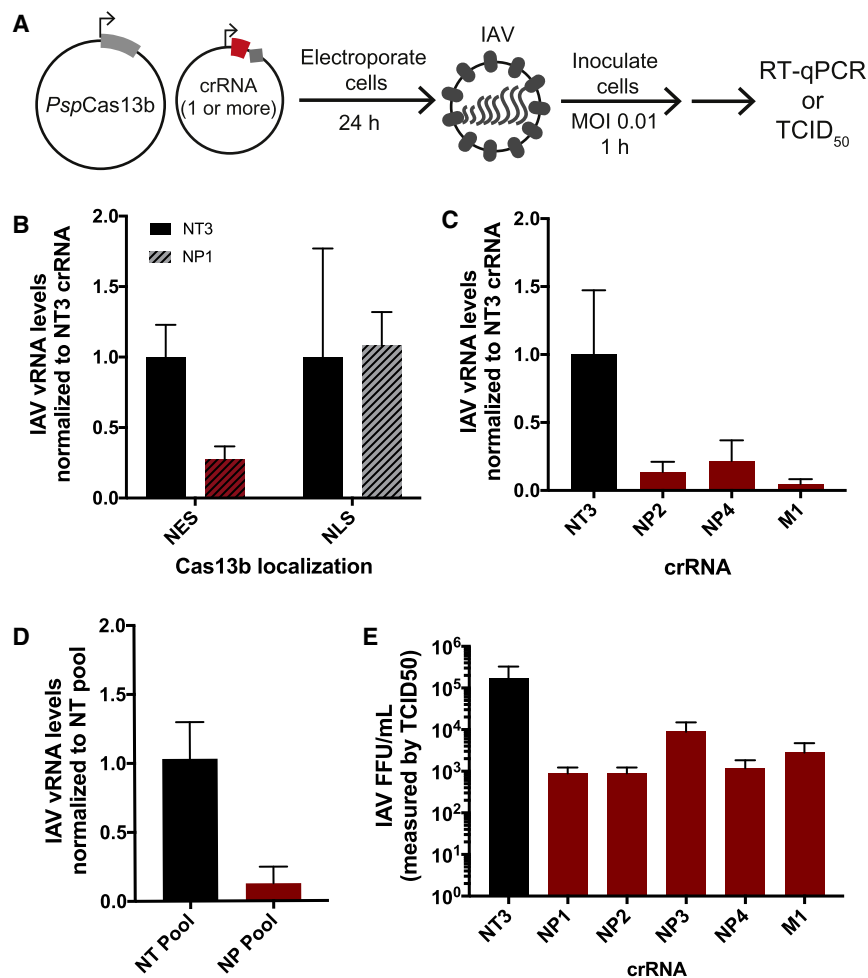 A
PspCas13b
crRNA
(1 or more)
Electroporate
cells
24 h
IAV
Inoculate
cells
MOI 0.01
1 h
RT-qPCR
or
TCID50
B
IAV vRNA levels
normalized to NT3 crRNA
2.0
1.5
1.0
0.5
0.0
NT3
NP1
NES
NLS
Cas13b localization
C
IAV vRNA levels
normalized to NT3 crRNA
2.0
1.5
1.0
0.5
0.0
NT3
NP2
NP4
M1
crRNA
D
IAV vRNA levels
normalized to NT pool
2.0
1.5
1.0
0.5
0.0
NT Pool
NP Pool
E
IAV FFU/mL
(measured by TCID50)
10^6
10^5
10^4
10^3
10^2
10^1
10^0
NT3
NP1
NP2
NP3
NP4
M1
crRNA